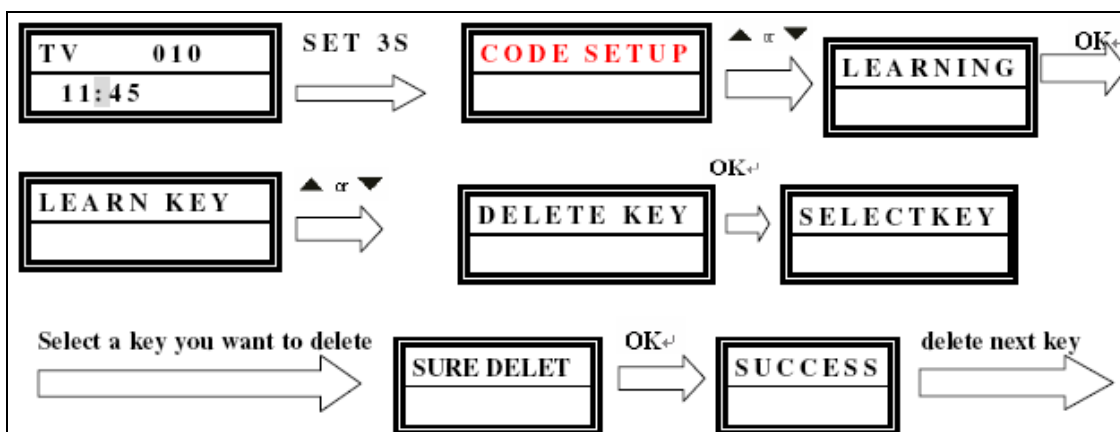 TV 010
11:45
SET 3S
CODE SETUP
▲ or ▼
LEARNING
OK↵
LEARN KEY
▲ or ▼
DELETE KEY
OK↵
SELECTKEY
Select a key you want to delete
SURE DELET
OK↵
SUCCESS
delete next key